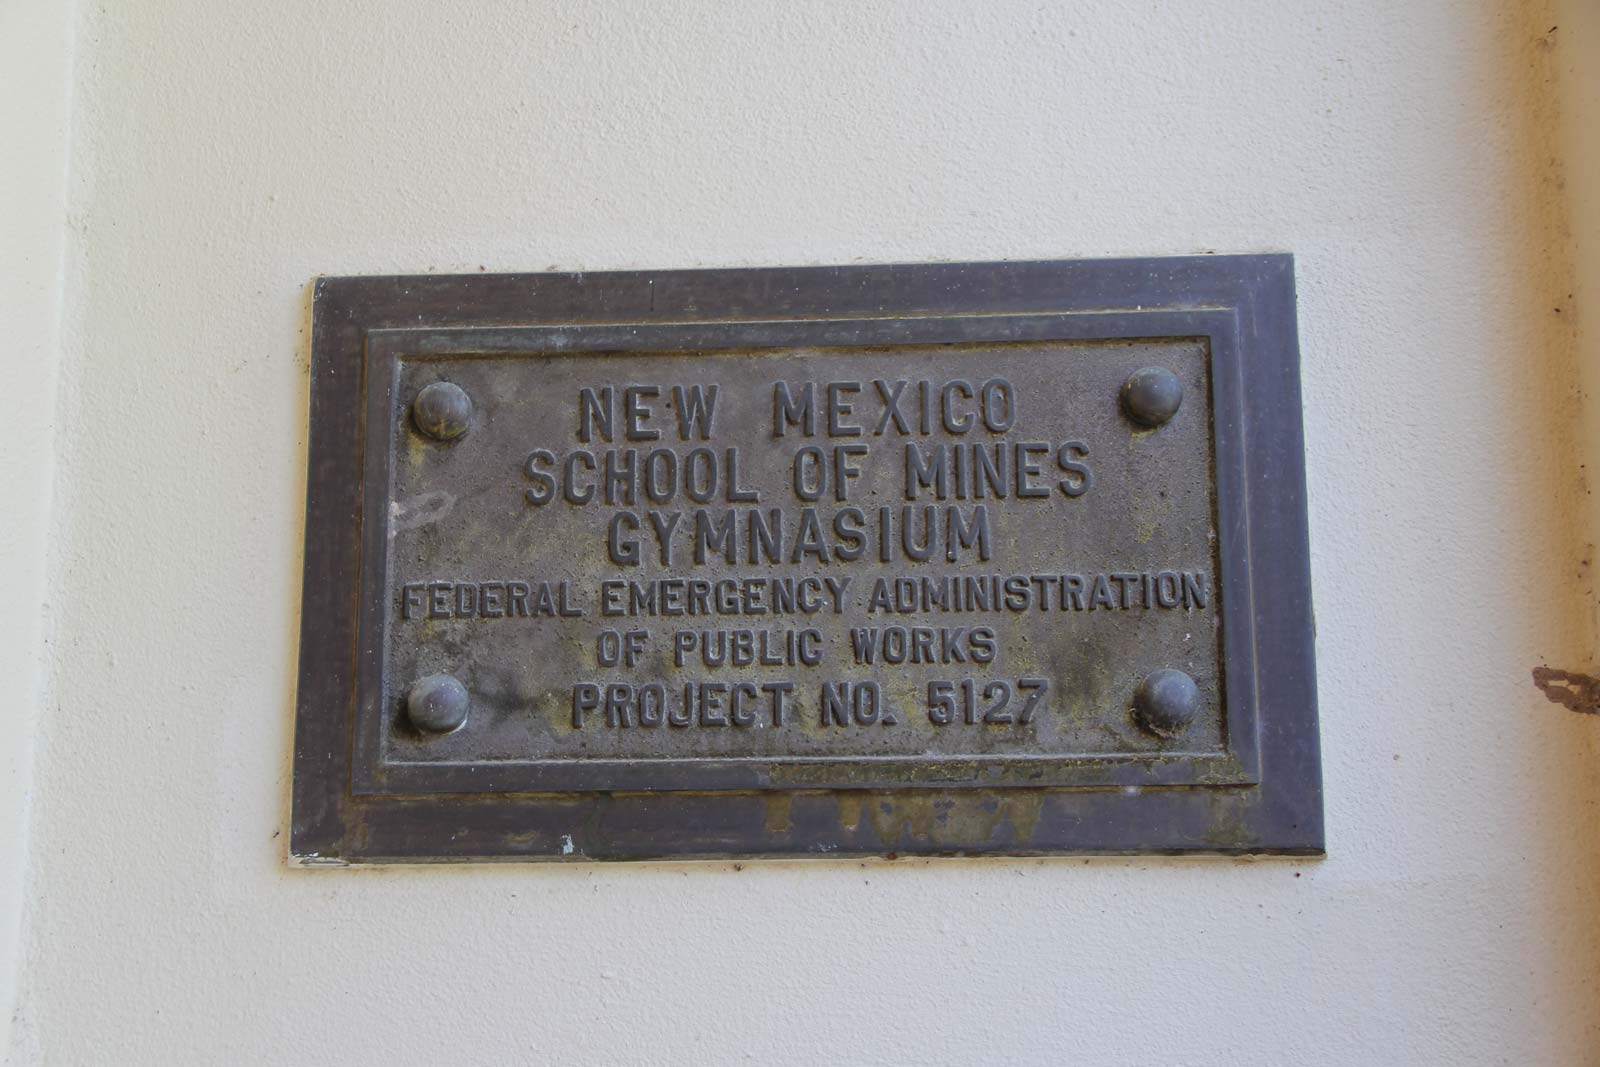 NEW MEXICO
SCHOOL OF MINES
GYMNASIUM
FEDERAL EMERGENCY ADMINISTRATION
OF PUBLIC WORKS
PROJECT NO. 5127